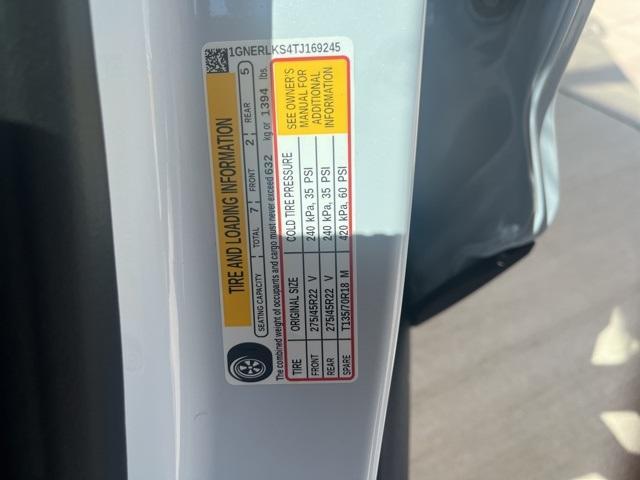 1GNERLKS4TJ169245
TIRE AND LOADING INFORMATION
SEATING CAPACITY TOTAL 7 FRONT 2 REAR 5
The combined weight of occupants and cargo must never exceed 632 kg or 1394 lbs.
TIRE ORIGINAL SIZE COLD TIRE PRESSURE
FRONT 275/45R22 V 240 kPa, 35 PSI
REAR 275/45R22 V 240 kPa, 35 PSI
SPARE T135/70R18 M 420 kPa, 60 PSI
SEE OWNER'S
MANUAL FOR
ADDITIONAL
INFORMATION